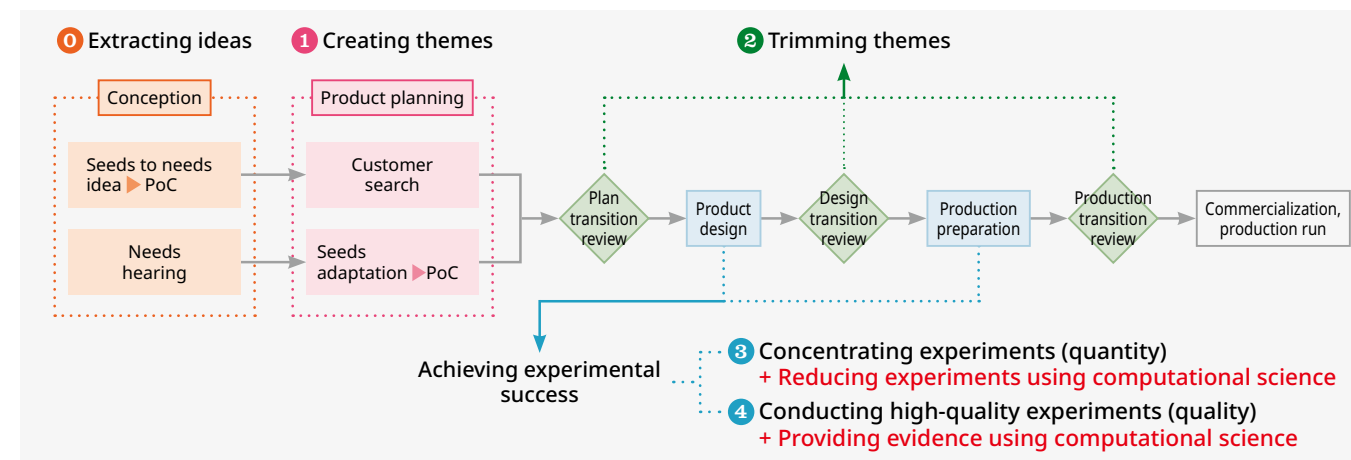 0 Extracting ideas
1 Creating themes
2 Trimming themes
Conception
Product planning
Seeds to needs
idea ▶ PoC
Customer
search
Needs
hearing
Seeds
adaptation ▶PoC
Plan
transition
review
Product
design
Design
transition
review
Production
preparation
Production
transition
review
Commercialization,
production run
Achieving experimental
success
3 Concentrating experiments (quantity)
+ Reducing experiments using computational science
4 Conducting high-quality experiments (quality)
+ Providing evidence using computational science